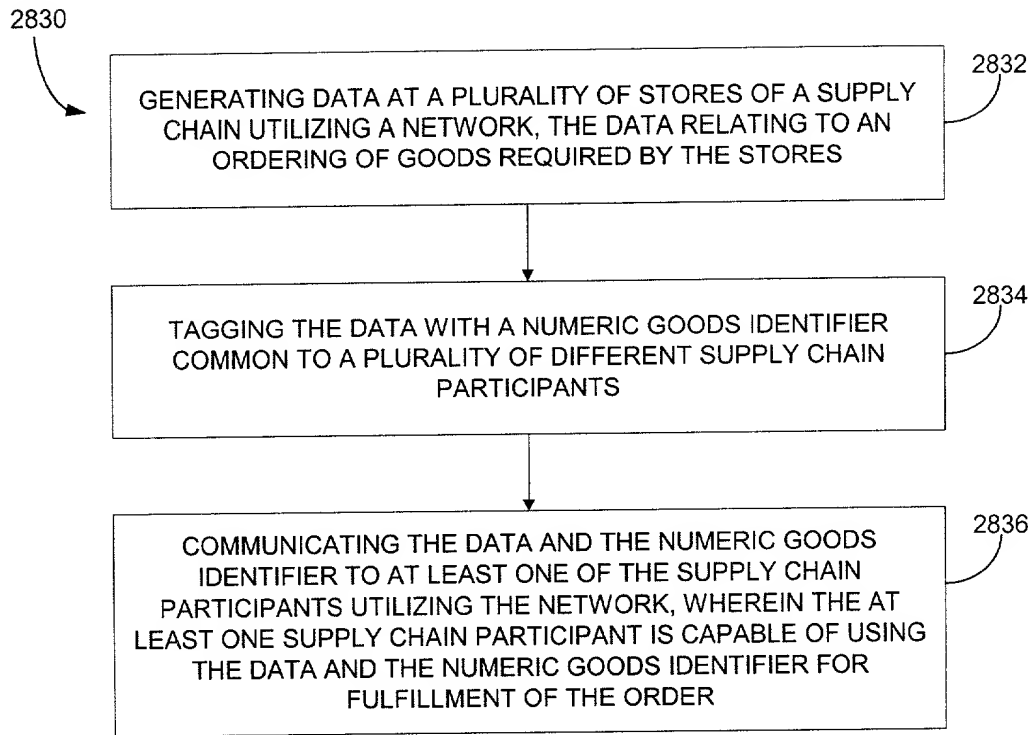 2830
2832
GENERATING DATA AT A PLURALITY OF STORES OF A SUPPLY
CHAIN UTILIZING A NETWORK, THE DATA RELATING TO AN
ORDERING OF GOODS REQUIRED BY THE STORES
2834
TAGGING THE DATA WITH A NUMERIC GOODS IDENTIFIER
COMMON TO A PLURALITY OF DIFFERENT SUPPLY CHAIN
PARTICIPANTS
2836
COMMUNICATING THE DATA AND THE NUMERIC GOODS
IDENTIFIER TO AT LEAST ONE OF THE SUPPLY CHAIN
PARTICIPANTS UTILIZING THE NETWORK, WHEREIN THE AT
LEAST ONE SUPPLY CHAIN PARTICIPANT IS CAPABLE OF USING
THE DATA AND THE NUMERIC GOODS IDENTIFIER FOR
FULFILLMENT OF THE ORDER